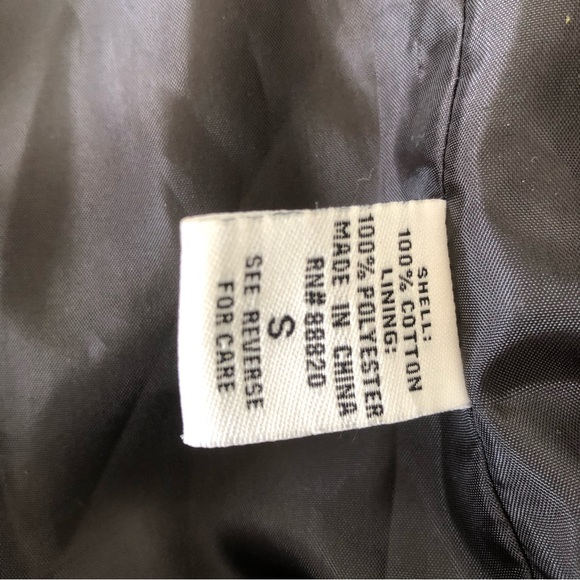 SHELL:
100% COTTON
LINING:
100% POLYESTER
MADE IN CHINA
RN# 88820
S
SEE REVERSE
FOR CARE